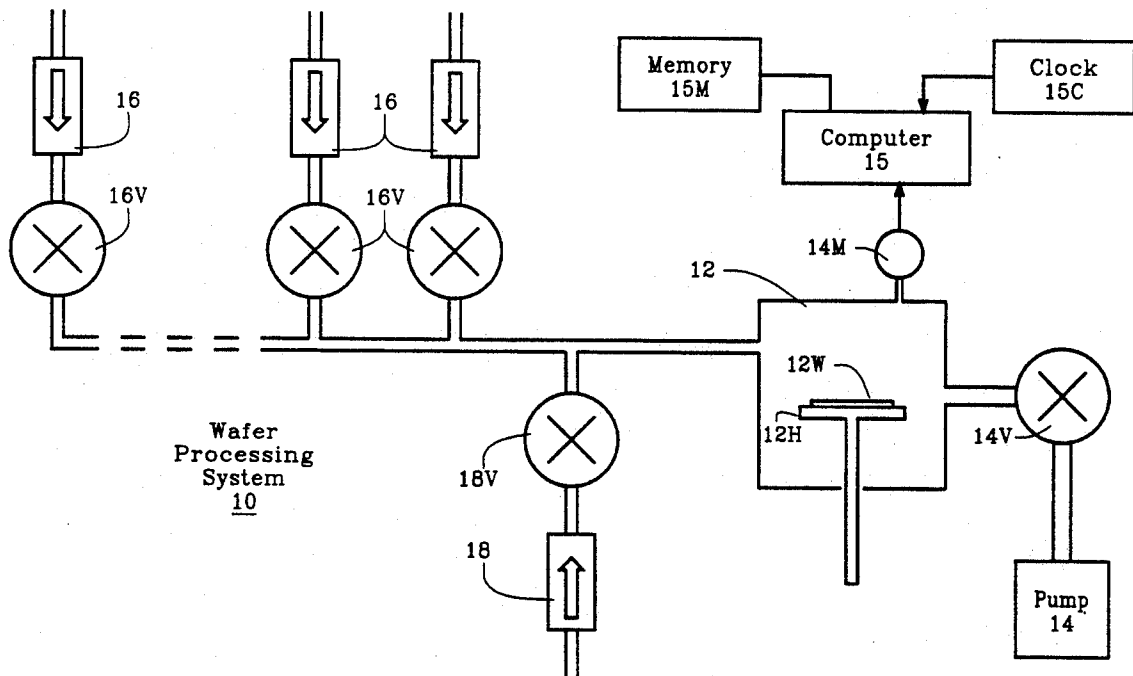 Memory
15M
Clock
15C
Computer
15
16
16
16V
16V
14M
12
12W
12H
14V
Wafer
Processing
System
10
18V
18
Pump
14